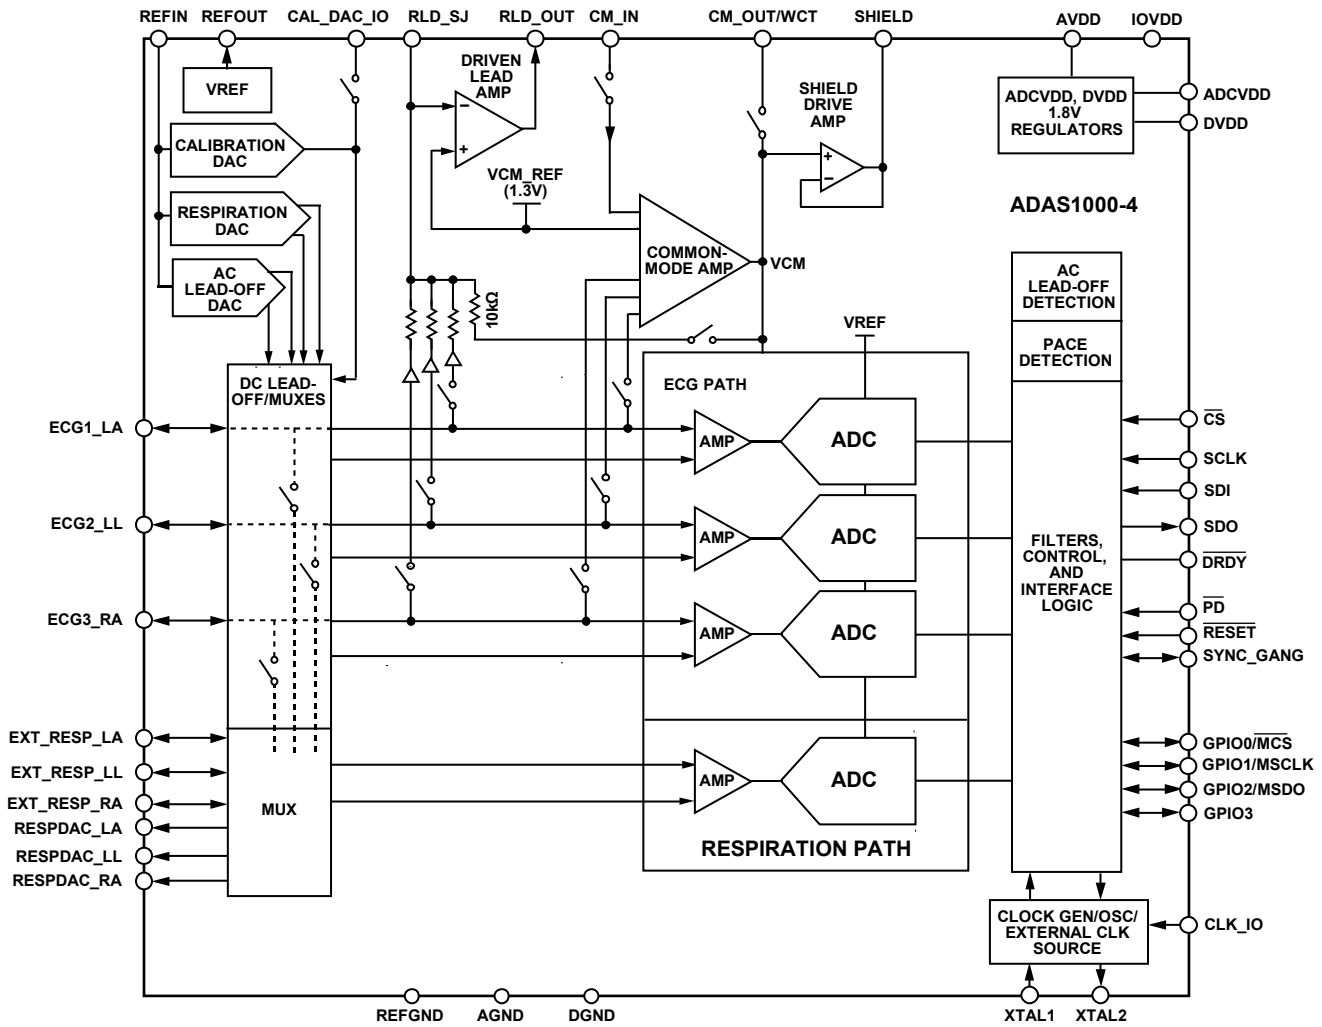 REFIN
REFOUT
CAL_DAC_IO
RLD_SJ
RLD_OUT
CM_IN
CM_OUT/WCT
SHIELD
AVDD
IOVDD
VREF
DRIVEN
LEAD
AMP
–
+
SHIELD
DRIVE
AMP
+
–
ADCVDD, DVDD
1.8V
REGULATORS
ADCVDD
DVDD
CALIBRATION
DAC
VCM_REF
(1.3V)
RESPIRATION
DAC
ADAS1000-4
COMMON-
MODE AMP
VCM
AC
LEAD-OFF
DAC
10kΩ
AC
LEAD-OFF
DETECTION
VREF
PACE
DETECTION
DC LEAD-
OFF/MUXES
ECG PATH
ECG1_LA
AMP
ADC
CS
SCLK
SDI
ECG2_LL
AMP
ADC
FILTERS,
CONTROL,
AND
INTERFACE
LOGIC
SDO
DRDY
PD
ECG3_RA
AMP
ADC
RESET
SYNC_GANG
EXT_RESP_LA
EXT_RESP_LL
EXT_RESP_RA
RESPDAC_LA
RESPDAC_LL
RESPDAC_RA
MUX
AMP
ADC
RESPIRATION PATH
GPIO0/MCS
GPIO1/MSCLK
GPIO2/MSDO
GPIO3
CLOCK GEN/OSC/
EXTERNAL CLK
SOURCE
CLK_IO
REFGND
AGND
DGND
XTAL1
XTAL2